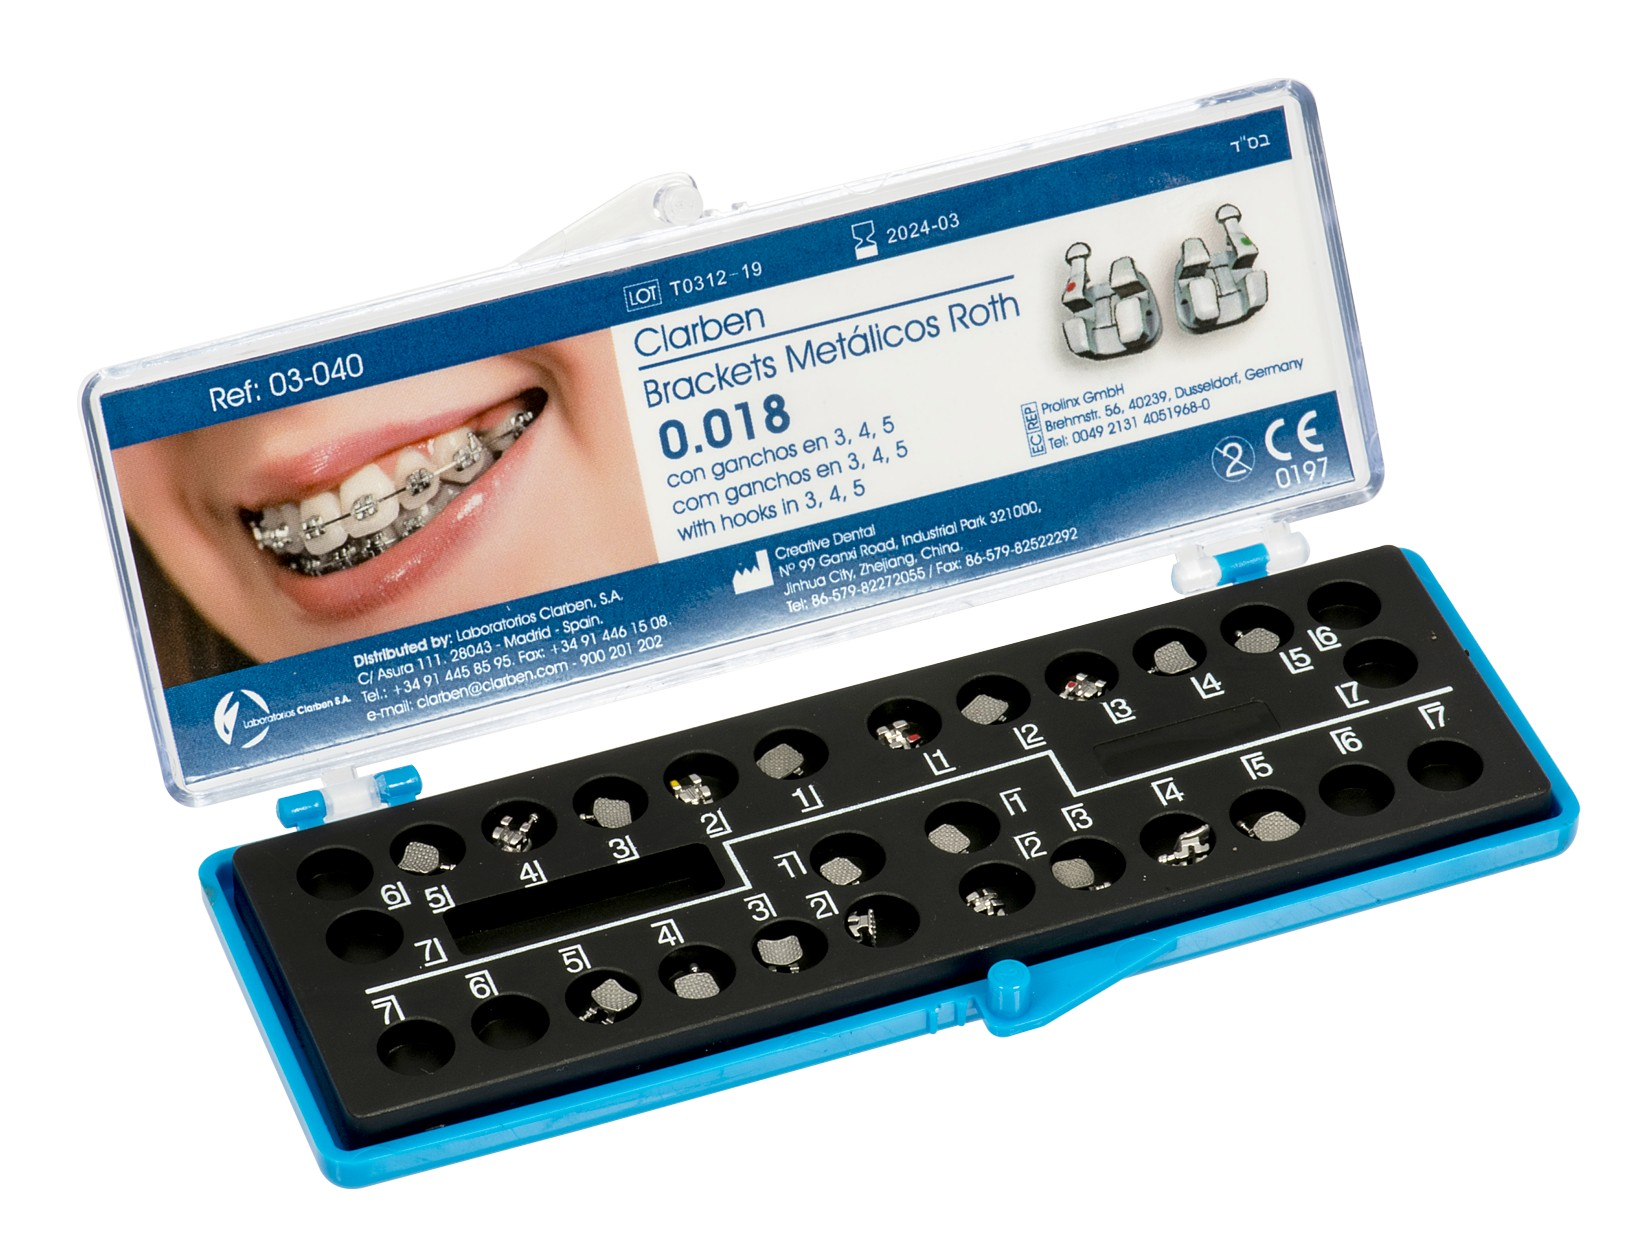 בס"ד
Ref: 03-040
LOT T0312-19
2024-03
Clarben
Brackets Metálicos Roth
0.018
con ganchos en 3, 4, 5
com ganchos en 3, 4, 5
with hooks in 3, 4, 5
EC REP
Prolinx GmbH
Brehmstr. 56, 40239, Dusseldorf, Germany
Tel: 0049 2131 4051968-0
2
CE
0197
Creative Dental
Nº 99 Ganxi Road, Industrial Park 321000,
Jinhua City, Zhejiang, China.
Tel: 86-579-82272055 / Fax: 86-579-82522292
Distributed by: Laboratorios Clarben, S.A.
C/ Asura 111. 28043 - Madrid - Spain.
Tel.: +34 91 445 85 95. Fax: +34 91 446 15 08.
e-mail: clarben@clarben.com - 900 201 202
Laboratorios Clarben S.A.
6 5 4 3 2 1 1 2 3 4 5 6
7 7
7 6 5 4 3 2 1 1 2 3 4 5 6 7